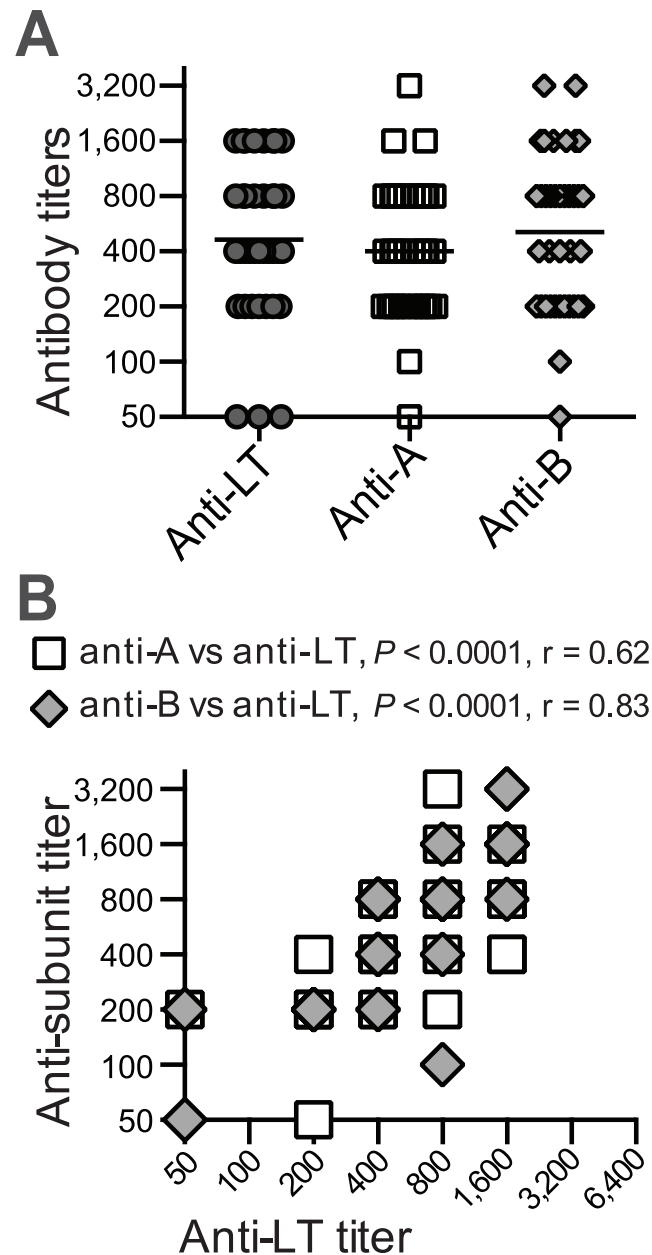 A
Antibody titers
3,200
1,600
800
400
200
100
50
Anti-LT
Anti-A
Anti-B
B
anti-A vs anti-LT, P < 0.0001, r = 0.62
anti-B vs anti-LT, P < 0.0001, r = 0.83
Anti-subunit titer
3,200
1,600
800
400
200
100
50
50
100
200
400
800
1,600
3,200
6,400
Anti-LT titer